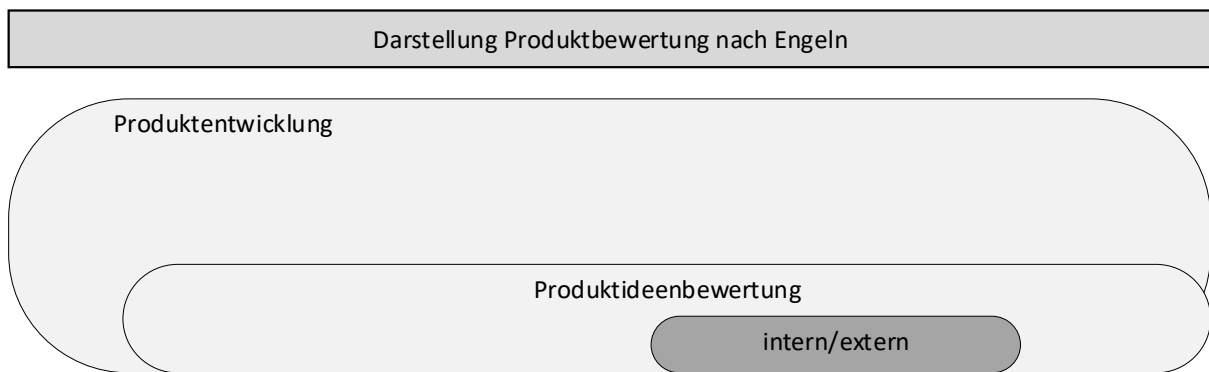 Darstellung Produktbewertung nach Engeln
Produktentwicklung
Produktideenbewertung
intern/extern